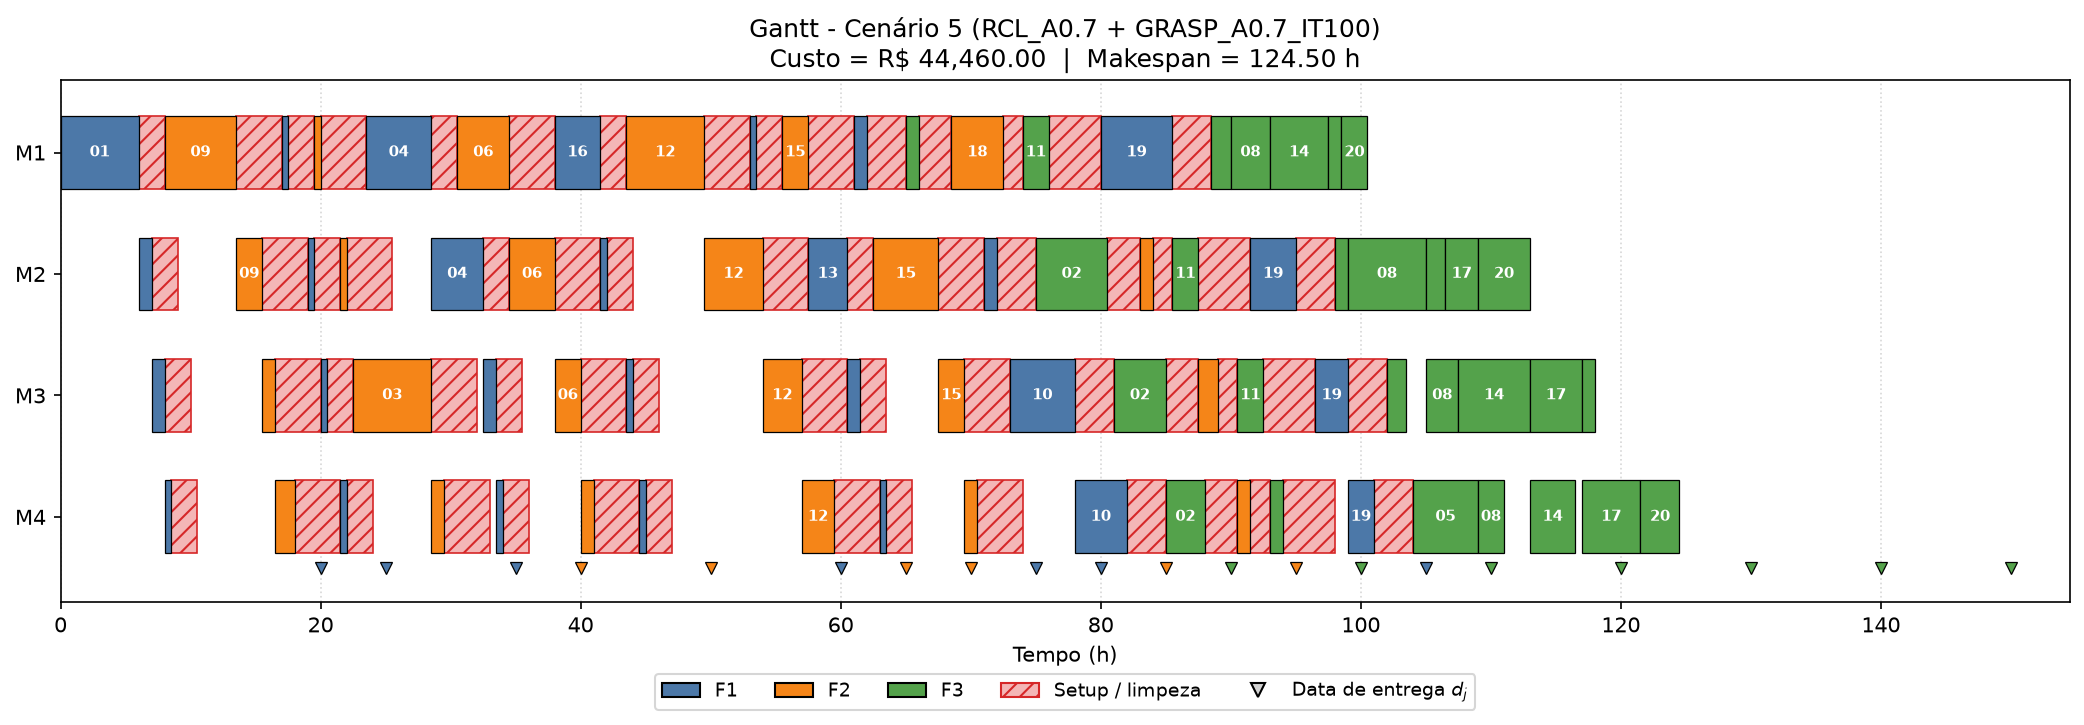 Gantt - Cenário 5 (RCL_A0.7 + GRASP_A0.7_IT100)
Custo = R$ 44,460.00 | Makespan = 124.50 h
M1 01 09 04 06 16 12 15 18 11 19 08 14 20
M2 09 04 06 12 13 15 02 11 19 08 17 20
M3 03 06 12 15 10 02 11 19 08 14 17
M4 12 10 02 19 05 08 14 17 20
0 20 40 60 80 100 120 140
Tempo (h)
F1 F2 F3 Setup / limpeza Data de entrega dj